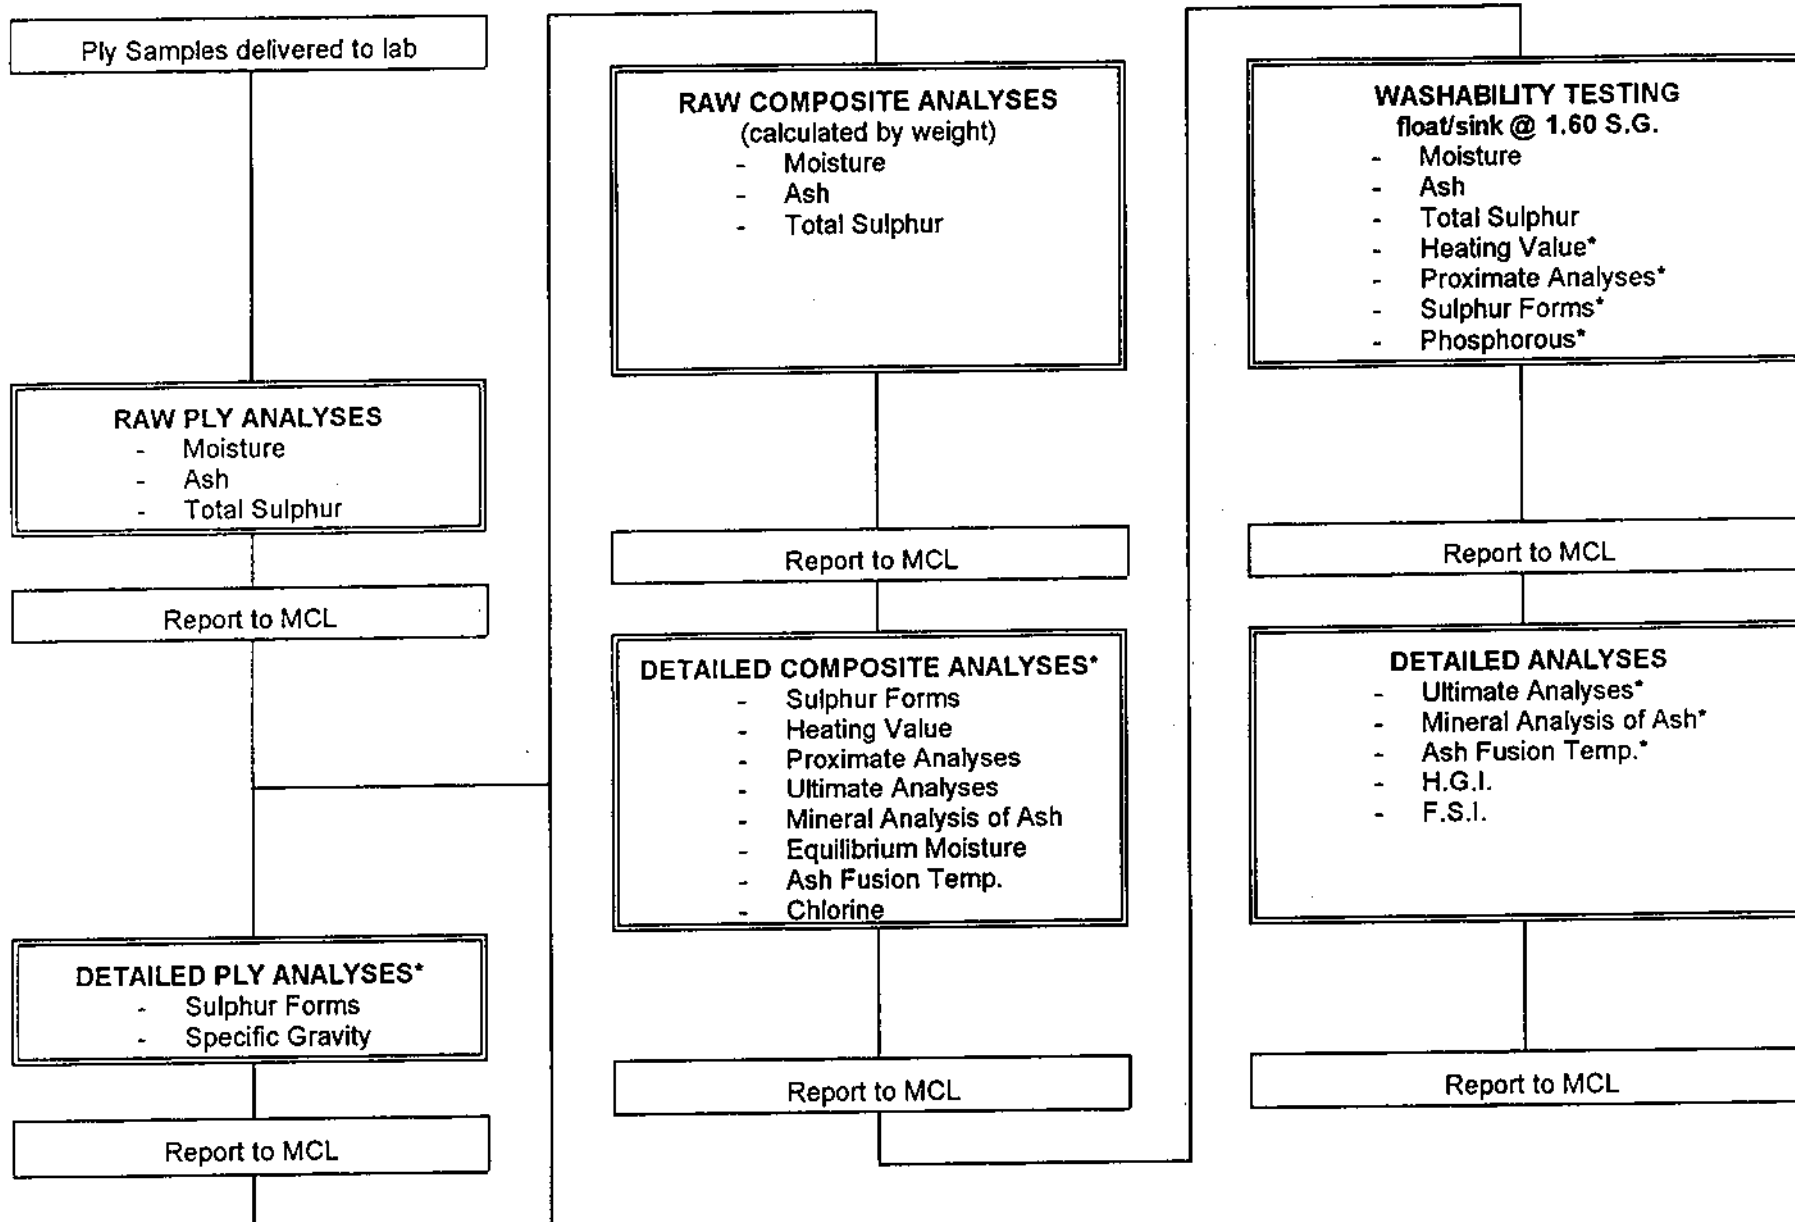 Ply Samples delivered to lab
RAW PLY ANALYSES
- Moisture
- Ash
- Total Sulphur
Report to MCL
DETAILED PLY ANALYSES*
- Sulphur Forms
- Specific Gravity
Report to MCL
RAW COMPOSITE ANALYSES
(calculated by weight)
- Moisture
- Ash
- Total Sulphur
Report to MCL
DETAILED COMPOSITE ANALYSES*
- Sulphur Forms
- Heating Value
- Proximate Analyses
- Ultimate Analyses
- Mineral Analysis of Ash
- Equilibrium Moisture
- Ash Fusion Temp.
- Chlorine
Report to MCL
WASHABILITY TESTING
float/sink @ 1.60 S.G.
- Moisture
- Ash
- Total Sulphur
- Heating Value*
- Proximate Analyses*
- Sulphur Forms*
- Phosphorous*
Report to MCL
DETAILED ANALYSES
- Ultimate Analyses*
- Mineral Analysis of Ash*
- Ash Fusion Temp.*
- H.G.I.
- F.S.I.
Report to MCL